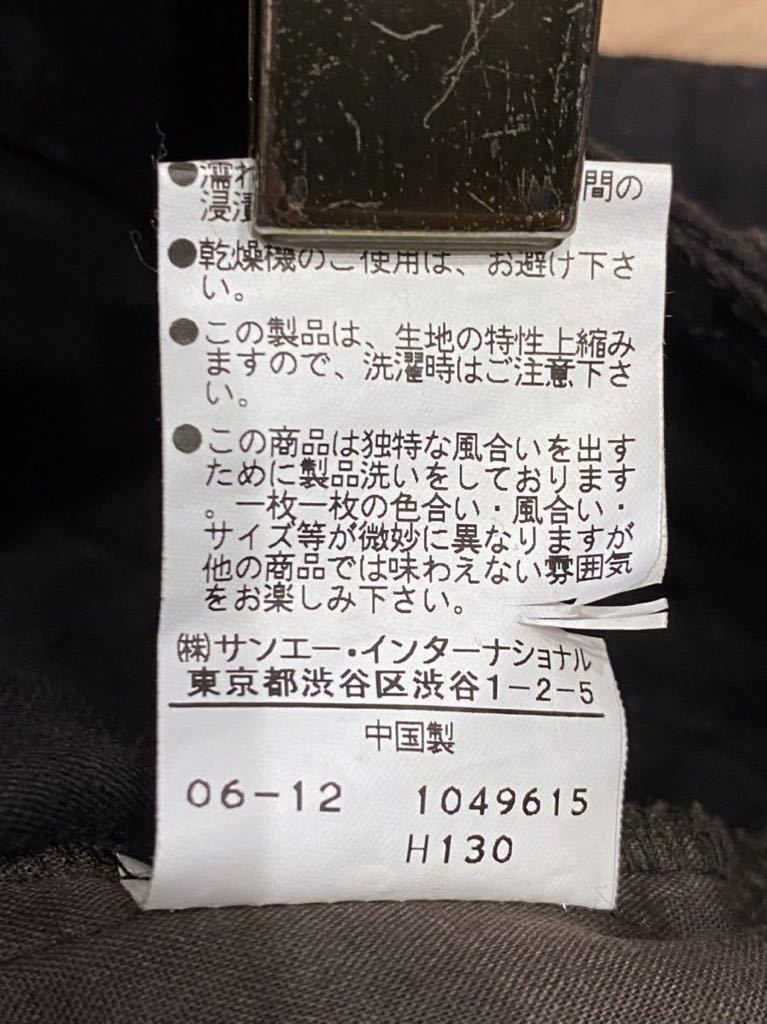 ●濡れ 間の
浸漬
●乾燥機のご使用は、お避け下さ
い。
●この製品は、生地の特性上縮み
ますので、洗濯時はご注意下さ
い。
●この商品は独特な風合いを出す
ために製品洗いをしております
。一枚一枚の色合い・風合い・
サイズ等が微妙に異なりますが
他の商品では味わえない雰囲気
をお楽しみ下さい。
㈱サンエー・インターナショナル
東京都渋谷区渋谷1-2-5
中国製
06-12 1049615
H130